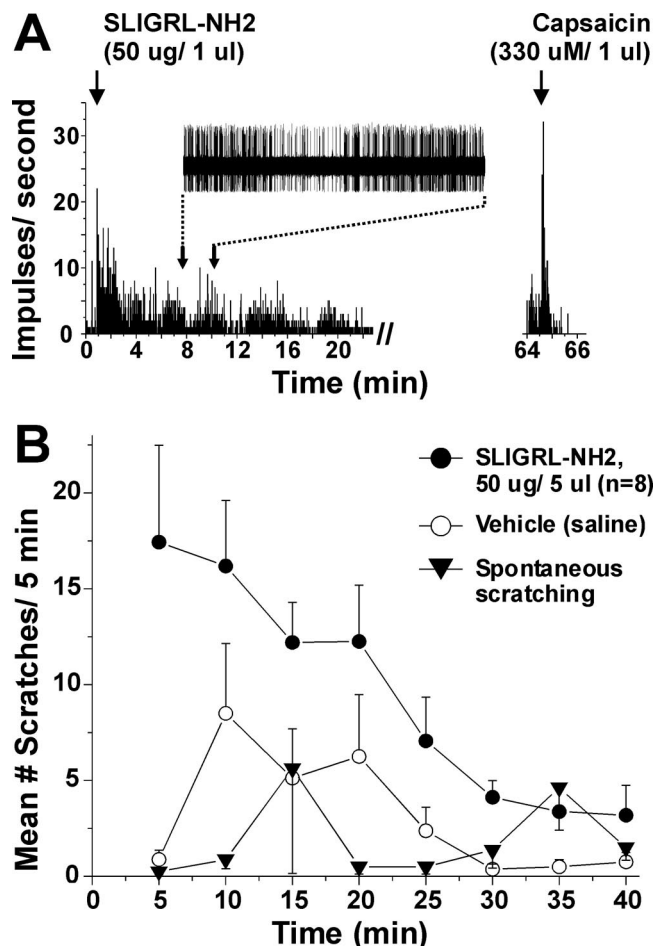 A
SLIGRL-NH2
(50 ug/ 1 ul)
Capsaicin
(330 uM/ 1 ul)
Impulses/ second
30
20
10
0
0 4 8 12 16 20 // 64 66
Time (min)
B
SLIGRL-NH2,
50 ug/ 5 ul (n=8)
Vehicle (saline)
Spontaneous
scratching
Mean # Scratches/ 5 min
20
15
10
5
0
0 5 10 15 20 25 30 35 40
Time (min)